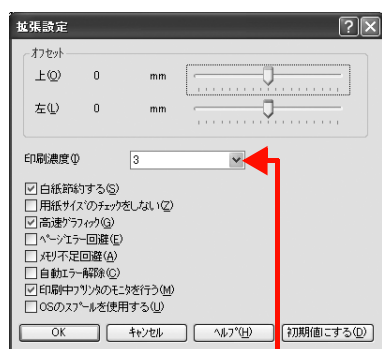 拡張設定
オフセット
上(O) 0 mm
左(L) 0 mm
印刷濃度(I) 3
白紙節約する(S)
用紙サイズのチェックをしない(Z)
高速グラフィック(G)
ページエラー回避(E)
メモリ不足回避(A)
自動エラー解除(C)
印刷中プリンタのモニタを行う(M)
OSのスプールを使用する(U)
OK キャンセル ヘルプ(H) 初期値にする(D)